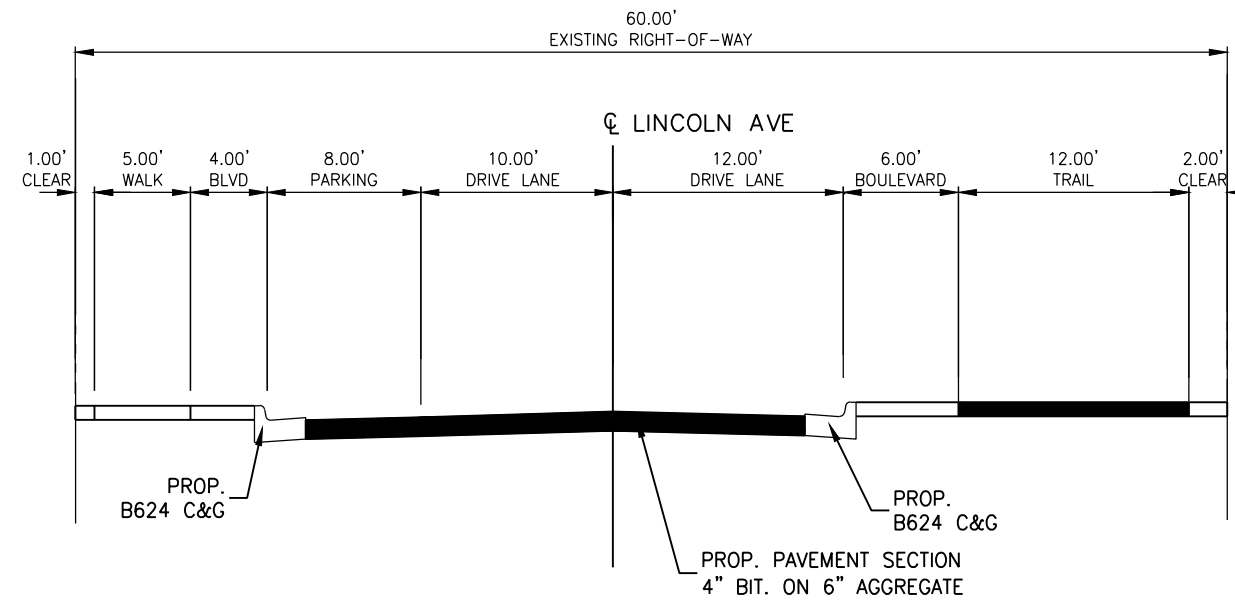 60.00'
EXISTING RIGHT-OF-WAY
℄ LINCOLN AVE
1.00'
CLEAR
5.00'
WALK
4.00'
BLVD
8.00'
PARKING
10.00'
DRIVE LANE
12.00'
DRIVE LANE
6.00'
BOULEVARD
12.00'
TRAIL
2.00'
CLEAR
PROP.
B624 C&G
PROP.
B624 C&G
PROP. PAVEMENT SECTION
4" BIT. ON 6" AGGREGATE